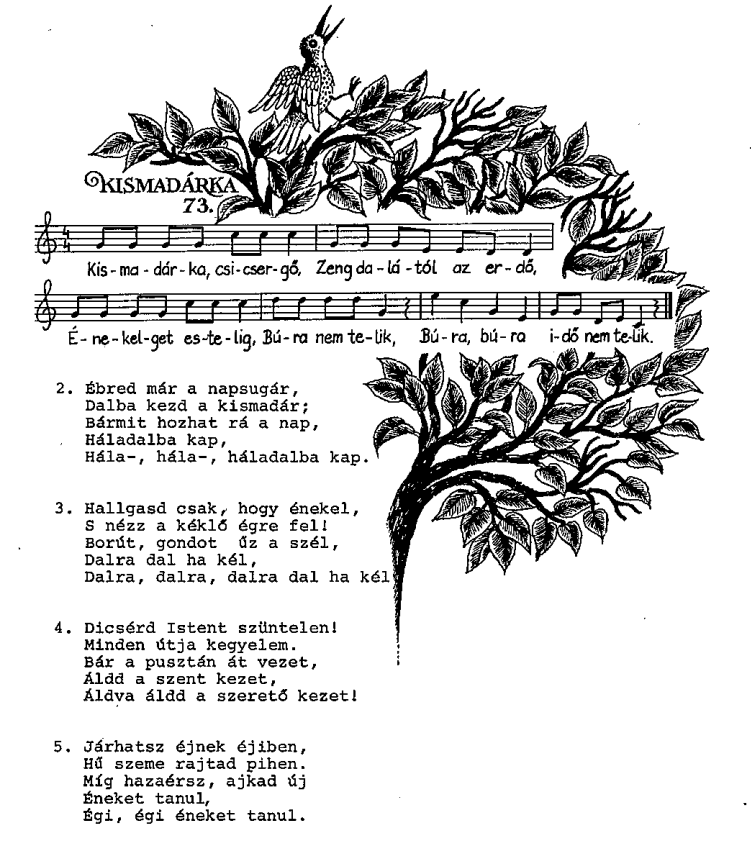 KISMADÁRKA
73.
Kis-ma-dár-ka, csi-cser-gő, Zeng da-lá-tól az er-dő,
É-ne-kel-get es-te-lig, Bú-ra nem te-lik, Bú-ra, bú-ra i-dő nem te-lik.
2. Ébred már a napsugár,
Dalba kezd a kismadár;
Bármit hozhat rá a nap,
Háladalba kap,
Hála-, hála-, háladalba kap.
3. Hallgasd csak, hogy énekel,
S nézz a kéklő égre fel!
Borút, gondot űz a szél,
Dalra dal ha kél,
Dalra, dalra, dalra dal ha kél
4. Dicsérd Istent szüntelen!
Minden útja kegyelem.
Bár a pusztán át vezet,
Áldd a szent kezet,
Áldva áldd a szerető kezet!
5. Járhatsz éjnek éjiben,
Hű szeme rajtad pihen.
Míg hazaérsz, ajkad új
Éneket tanul,
Égi, égi éneket tanul.